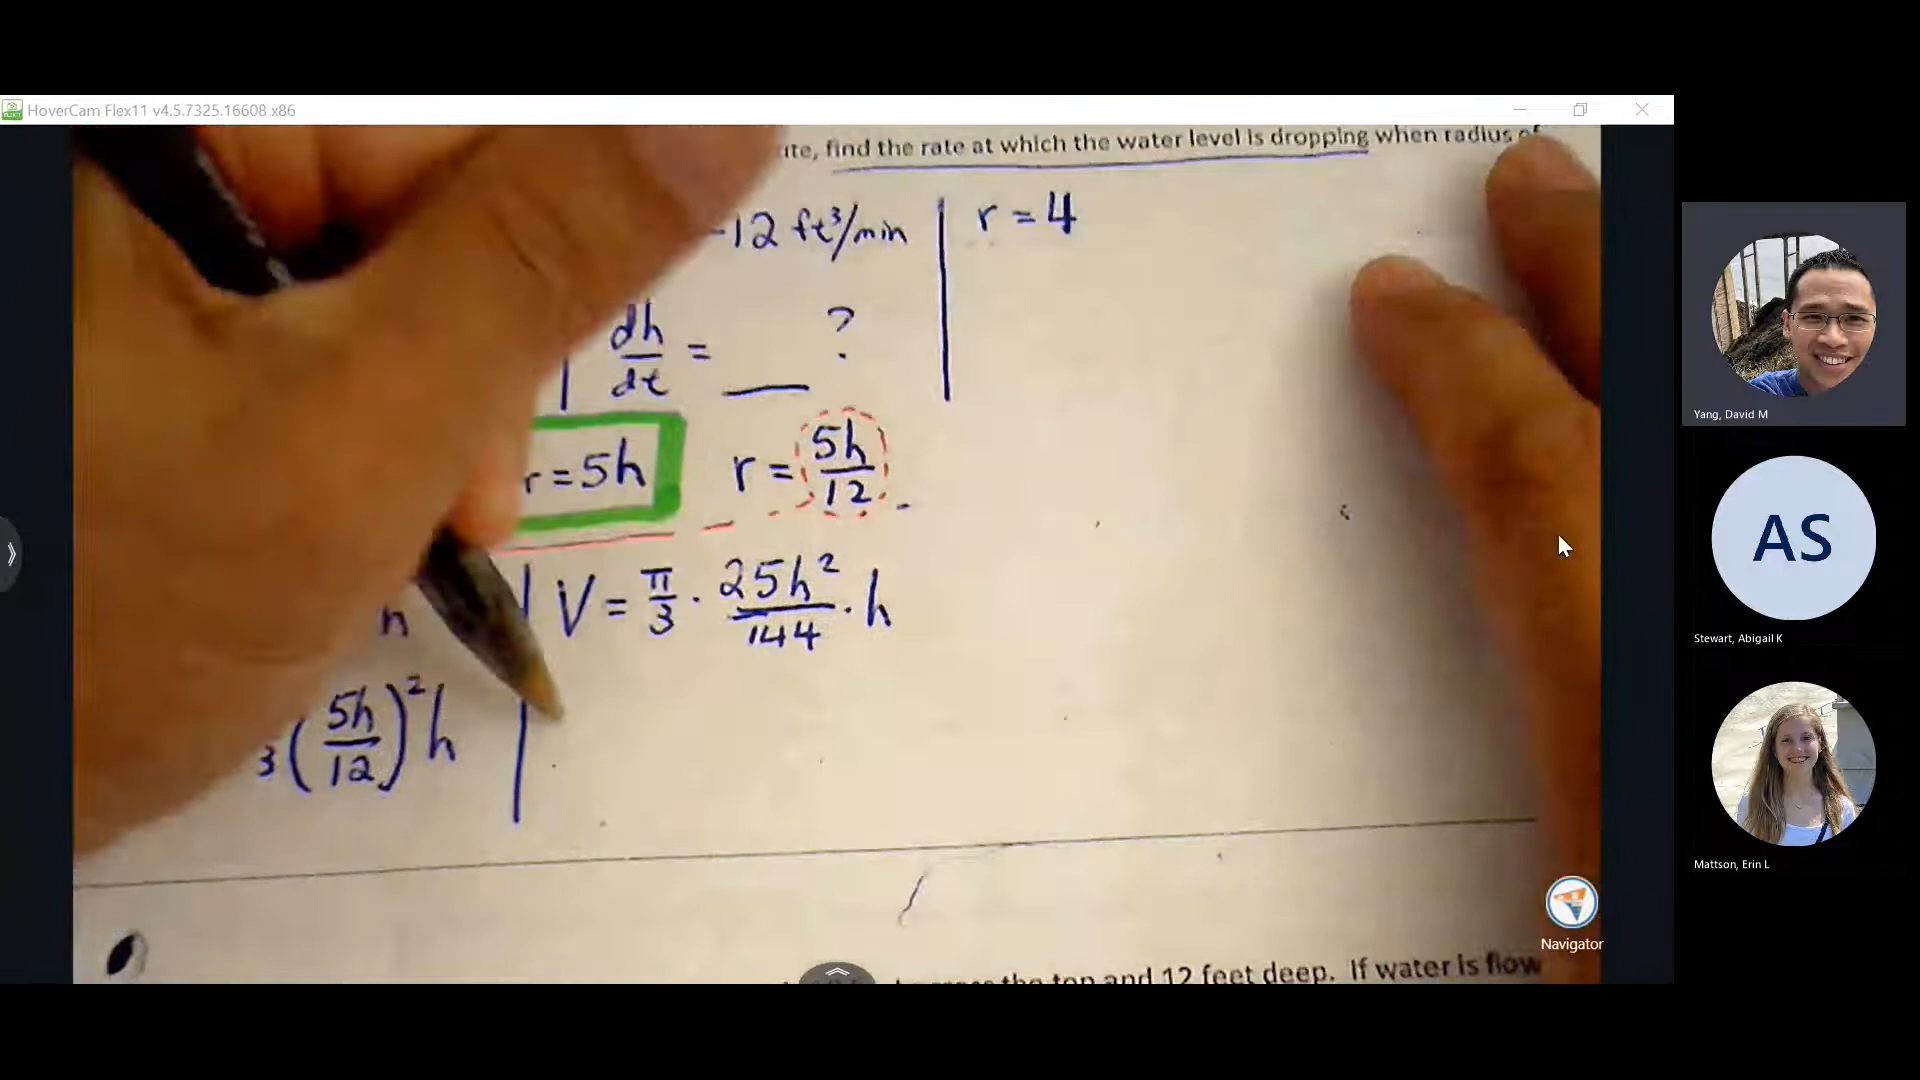 HoverCam Flex11 v4.5.7325.16608 x86
find the rate at which the water level is dropping when radius of
-12 ft³/min
r = 4
dh/dt = ___ ?
r = 5h
r = 5h/12
V = π/3 · 25h²/144 · h
3(5h/12)² h
the top and 12 feet deep. If water is flow
Navigator
Yang, David M
AS
Stewart, Abigail K
Mattson, Erin L